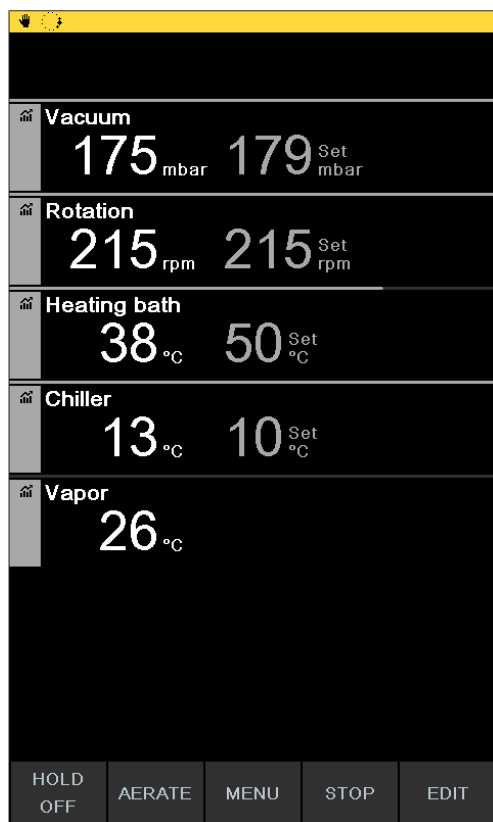 Vacuum
175 mbar 179 Set mbar
Rotation
215 rpm 215 Set rpm
Heating bath
38 °C 50 Set °C
Chiller
13 °C 10 Set °C
Vapor
26 °C
HOLD OFF AERATE MENU STOP EDIT